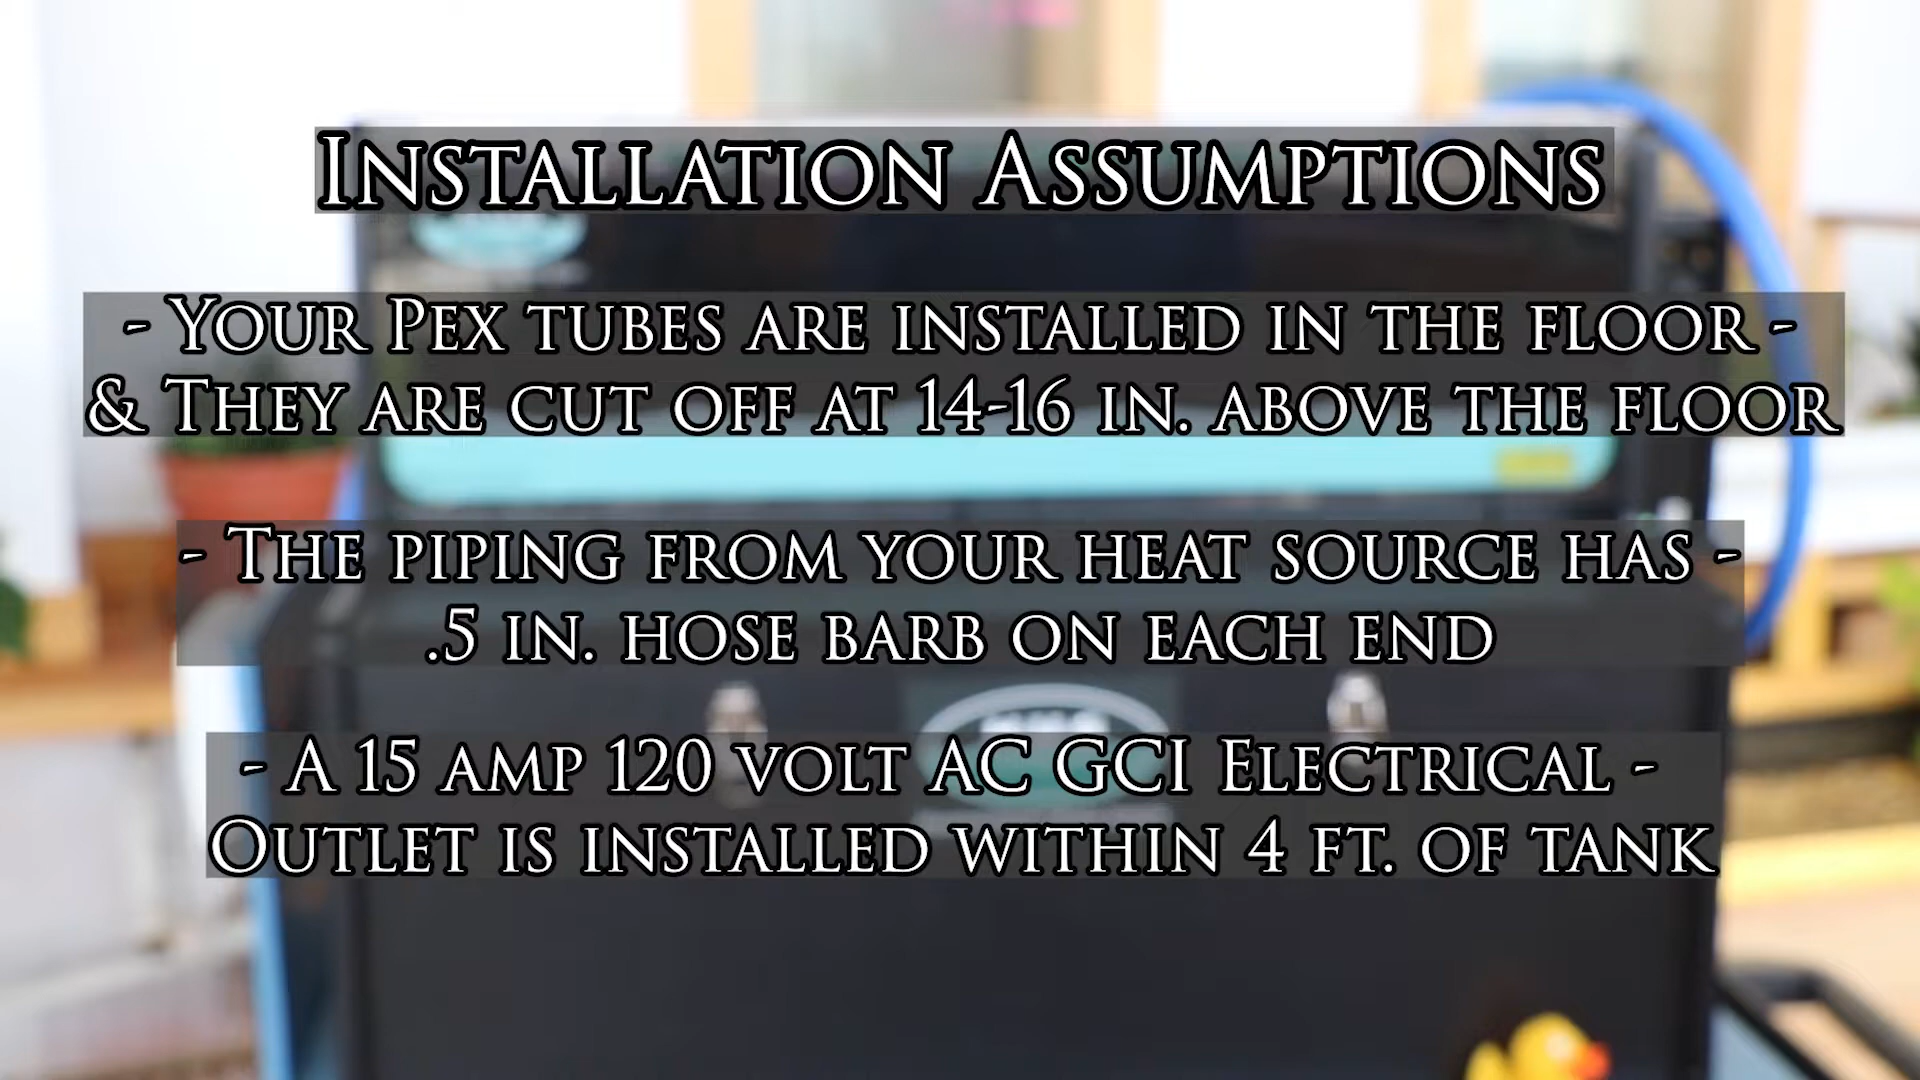 Installation Assumptions
- Your Pex tubes are installed in the floor -
& They are cut off at 14-16 in. above the floor
- The piping from your heat source has -
.5 in. hose barb on each end
- A 15 amp 120 volt AC GCI Electrical -
Outlet is installed within 4 ft. of tank